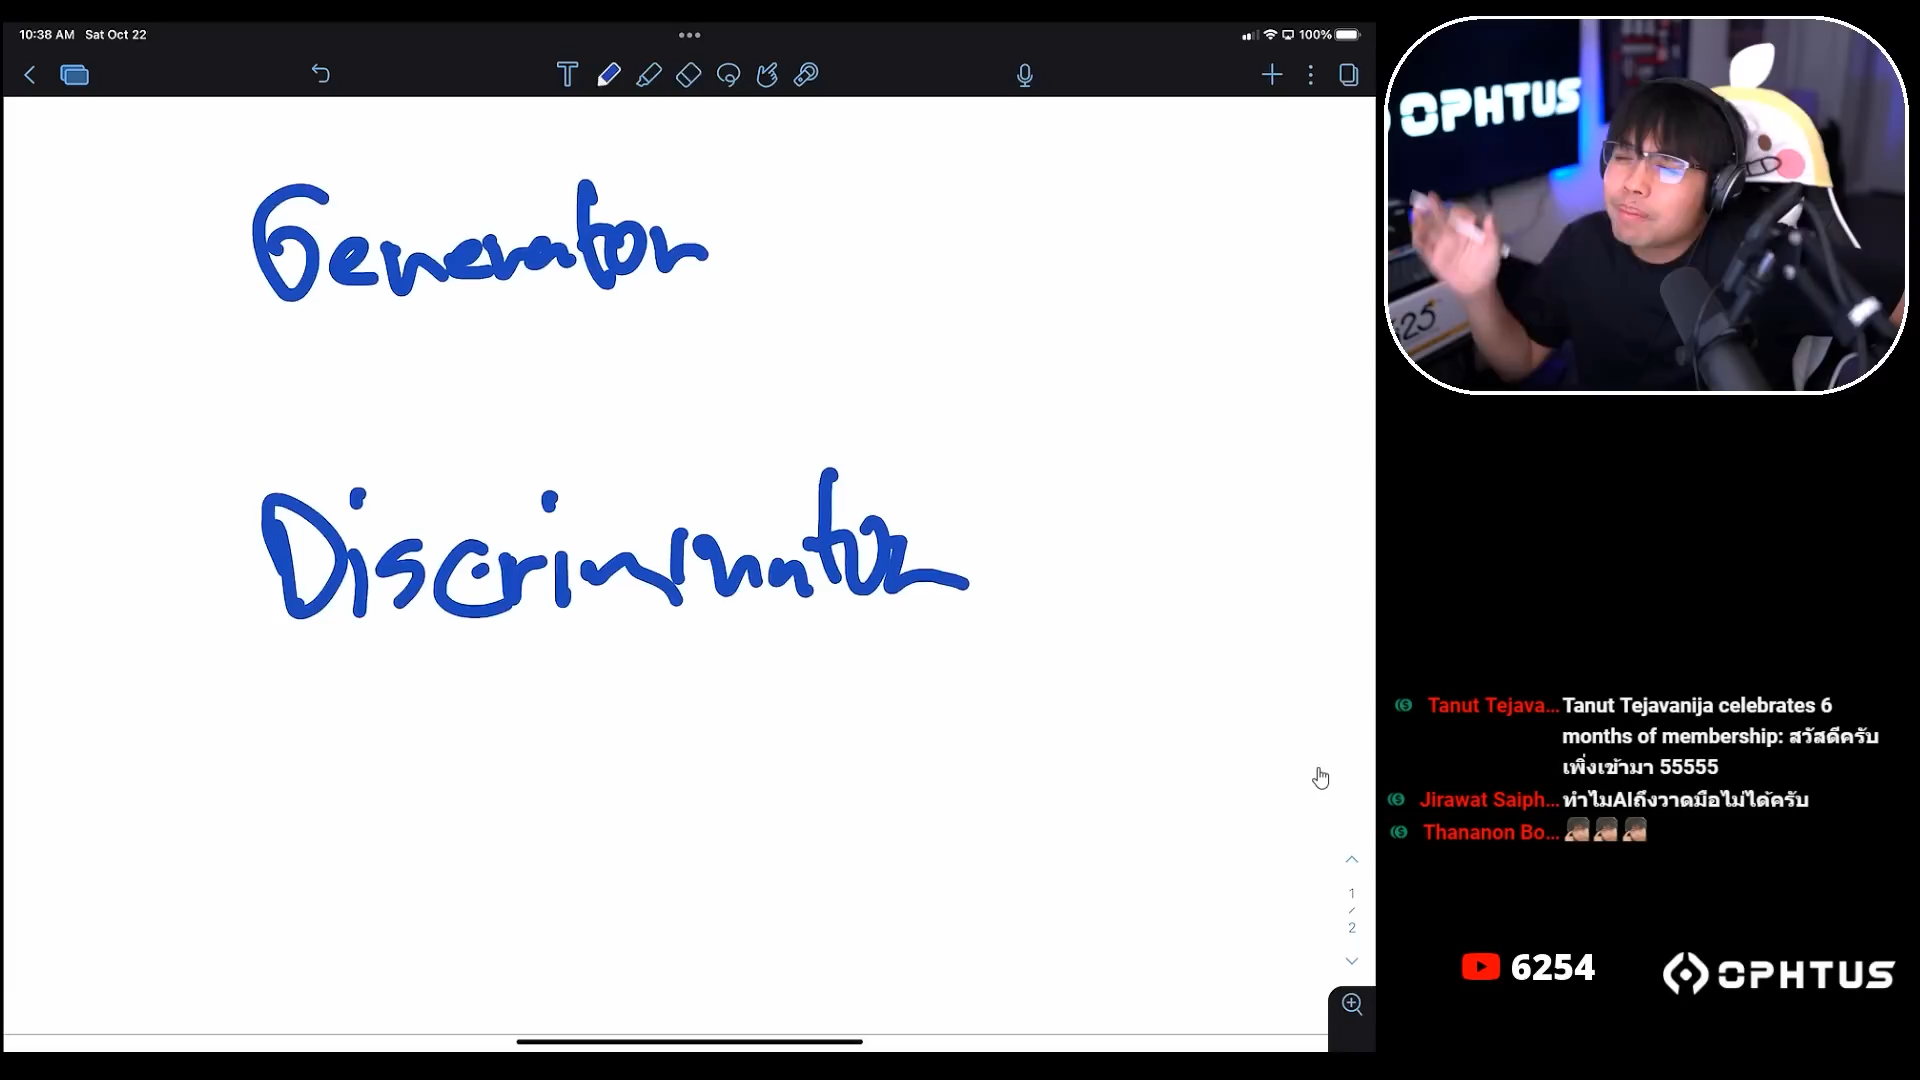 10:38 AM Sat Oct 22
100%
T
Generator
Discriminator
OPHTUS
25
Tanut Tejava... Tanut Tejavanija celebrates 6
months of membership: สวัสดีครับ
เพิ่งเข้ามา 55555
Jirawat Saiph... ทำไมAIถึงวาดมือไม่ได้ครับ
Thananon Bo...
1
/
2
6254
OPHTUS